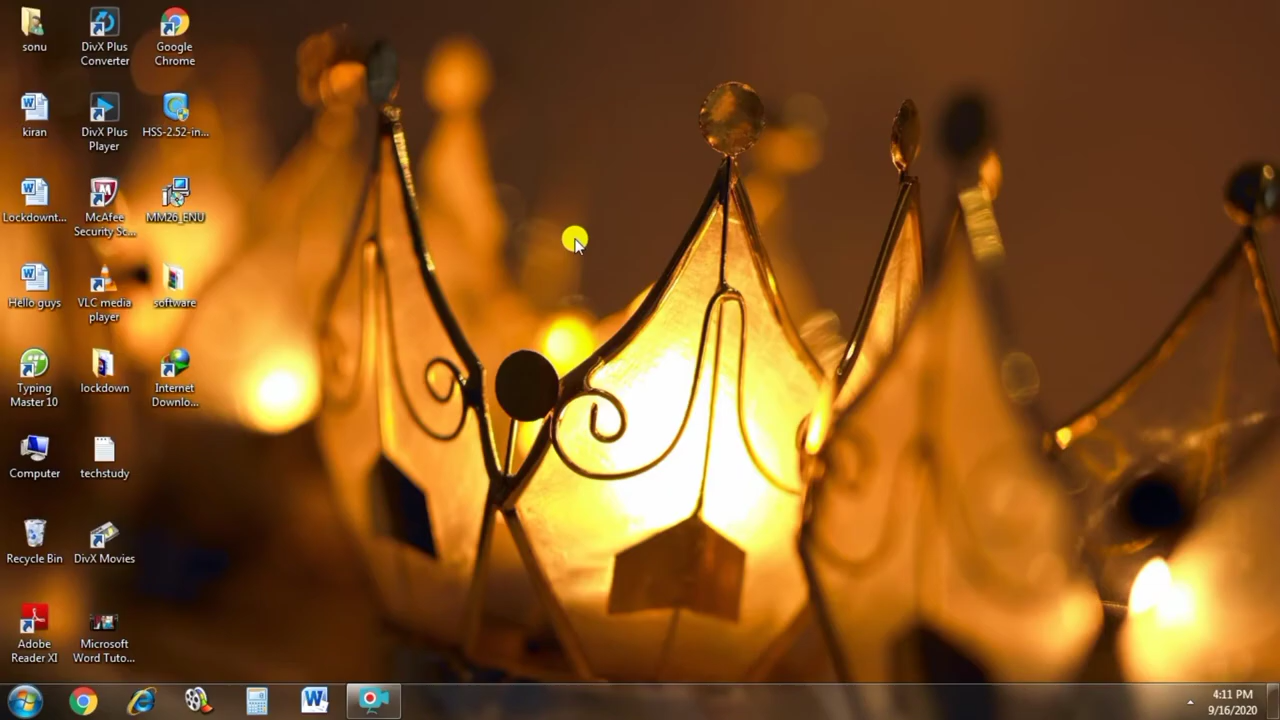 sonu
DivX Plus
Converter
Google
Chrome
kiran
DivX Plus
Player
HSS-2.52-in...
Lockdownt...
McAfee
Security Sc...
MM26_ENU
Hello guys
VLC media
player
software
Typing
Master 10
lockdown
Internet
Downlo...
Computer
techstudy
Recycle Bin
DivX Movies
Adobe
Reader XI
Microsoft
Word Tuto...
4:11 PM
9/16/2020